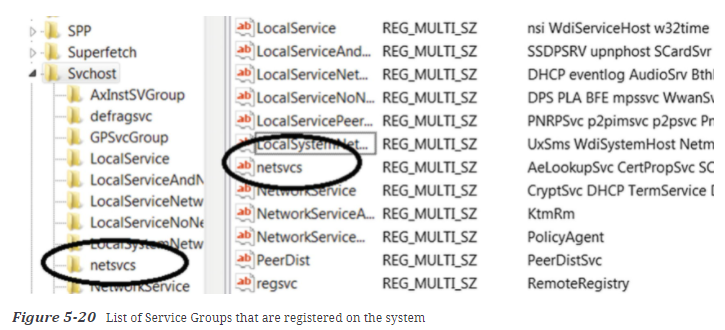 SPP
Superfetch
Svchost
AxInstSVGroup
defragsvc
GPSvcGroup
LocalService
LocalServiceAndN
LocalServiceNetw
LocalServiceNoNe
LocalSystemNetw
netsvcs
NetworkService
LocalService REG_MULTI_SZ nsi WdiServiceHost w32time
LocalServiceAnd... REG_MULTI_SZ SSDPSRV upnphost SCardSvr
LocalServiceNet... REG_MULTI_SZ DHCP eventlog AudioSrv Bth
LocalServiceNoN... REG_MULTI_SZ DPS PLA BFE mpssvc WwanSv
LocalServicePeer... REG_MULTI_SZ PNRPSvc p2pimsvc p2psvc Pn
LocalSystemNet... REG_MULTI_SZ UxSms WdiSystemHost Netm
netsvcs REG_MULTI_SZ AeLookupSvc CertPropSvc SC
NetworkService REG_MULTI_SZ CryptSvc DHCP TermService D
NetworkServiceA... REG_MULTI_SZ KtmRm
NetworkService... REG_MULTI_SZ PolicyAgent
PeerDist REG_MULTI_SZ PeerDistSvc
regsvc REG_MULTI_SZ RemoteRegistry
Figure 5-20 List of Service Groups that are registered on the system